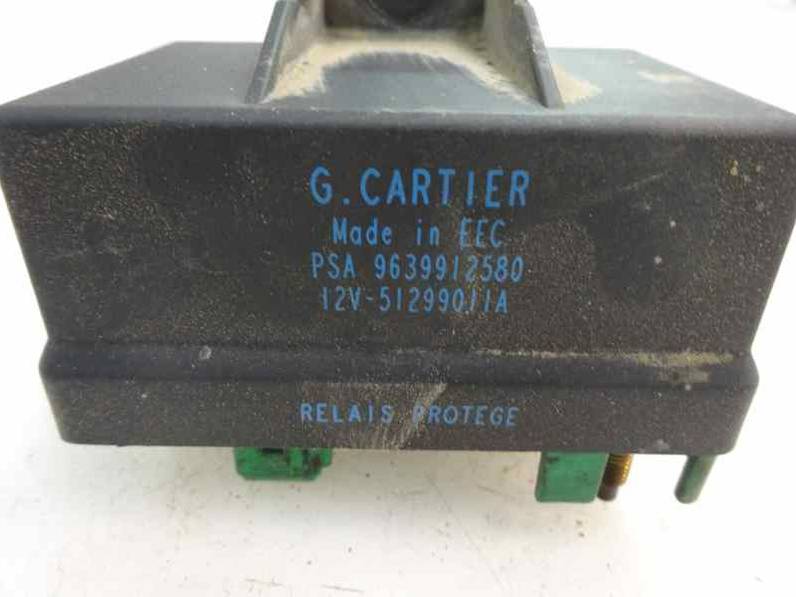 G.CARTIER
Made in EEC
PSA 9639912580
12V-51299011A
RELAIS PROTEGE